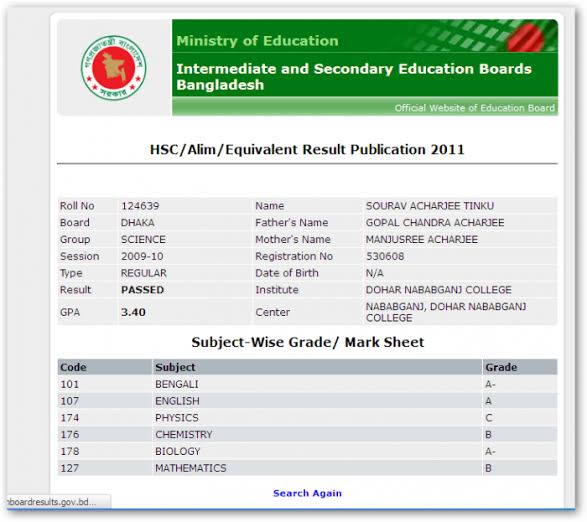 গণপ্রজাতন্ত্রী বাংলাদেশ
সরকার
Ministry of Education
Intermediate and Secondary Education Boards
Bangladesh
Official Website of Education Board
HSC/Alim/Equivalent Result Publication 2011
Roll No 124639 Name SOURAV ACHARJEE TINKU
Board DHAKA Father's Name GOPAL CHANDRA ACHARJEE
Group SCIENCE Mother's Name MANJUSREE ACHARJEE
Session 2009-10 Registration No 530608
Type REGULAR Date of Birth N/A
Result PASSED Institute DOHAR NABABGANJ COLLEGE
GPA 3.40 Center NABABGANJ, DOHAR NABABGANJ
COLLEGE
Subject-Wise Grade/ Mark Sheet
Code Subject Grade
101 BENGALI A-
107 ENGLISH A
174 PHYSICS C
176 CHEMISTRY B
178 BIOLOGY A-
127 MATHEMATICS B
Search Again
nboardresults.gov.bd...